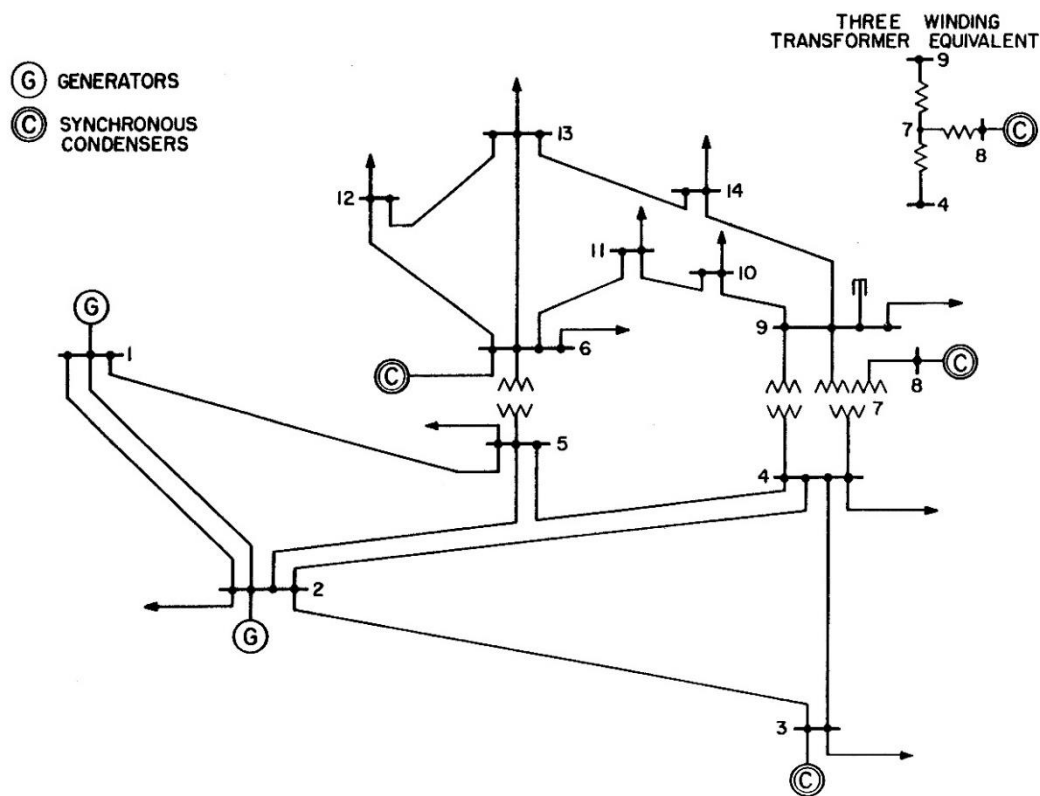 THREE WINDING
TRANSFORMER EQUIVALENT
9
7
8
C
4
G GENERATORS
C SYNCHRONOUS
CONDENSERS
13
12
14
11
10
G
1
9
6
C
8
C
7
5
4
2
G
3
C